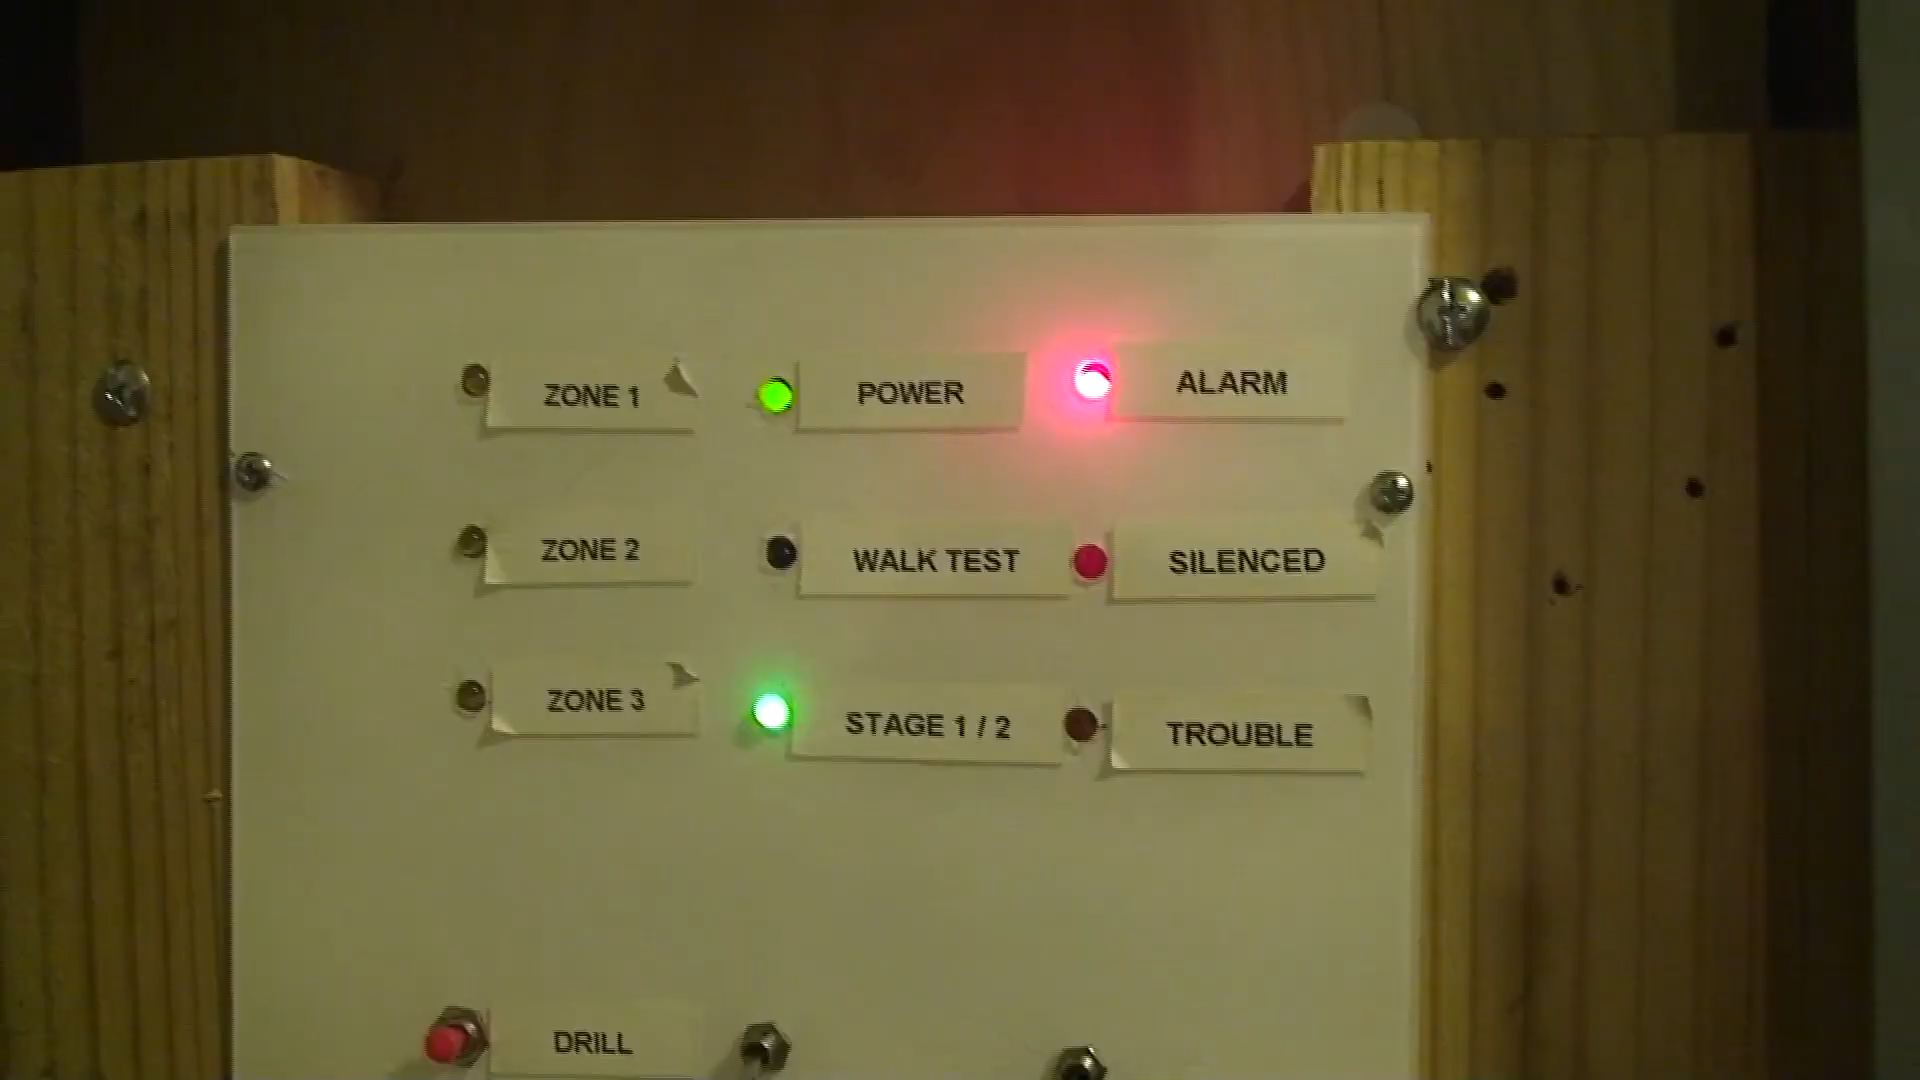 ZONE 1
POWER
ALARM
ZONE 2
WALK TEST
SILENCED
ZONE 3
STAGE 1 / 2
TROUBLE
DRILL